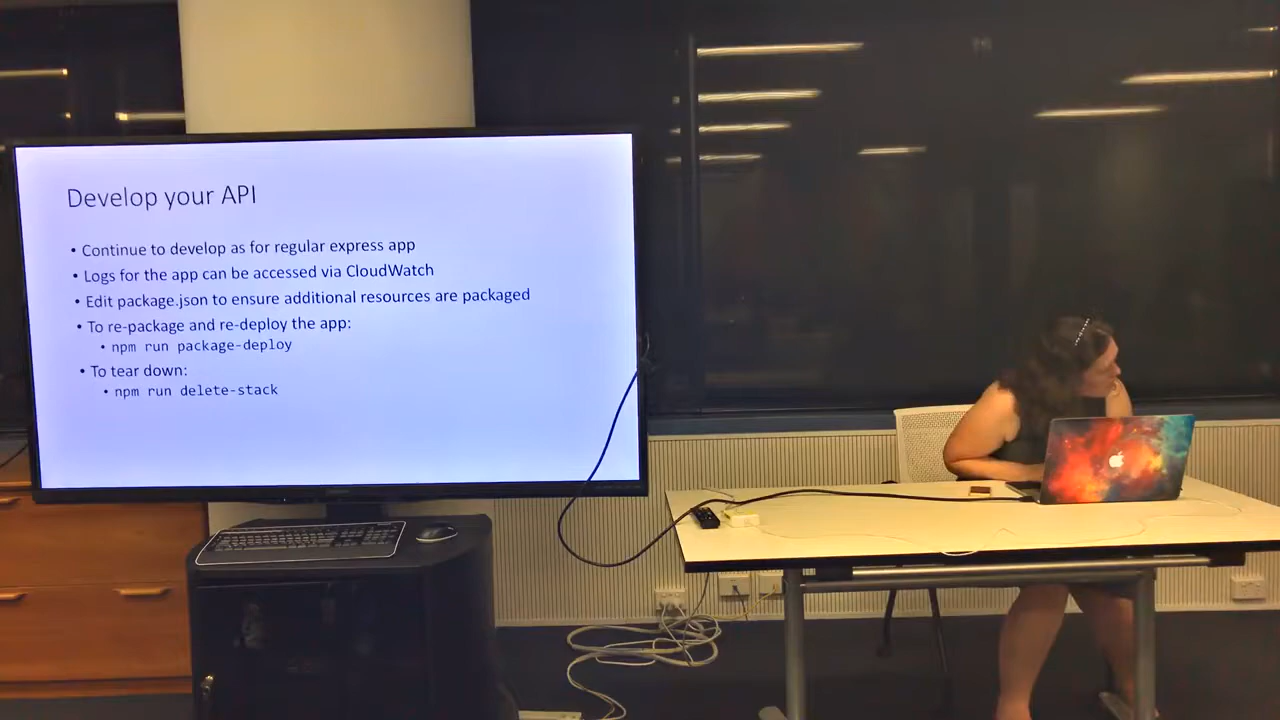 Develop your API
• Continue to develop as for regular express app
• Logs for the app can be accessed via CloudWatch
• Edit package.json to ensure additional resources are packaged
• To re-package and re-deploy the app:
• npm run package-deploy
• To tear down:
• npm run delete-stack